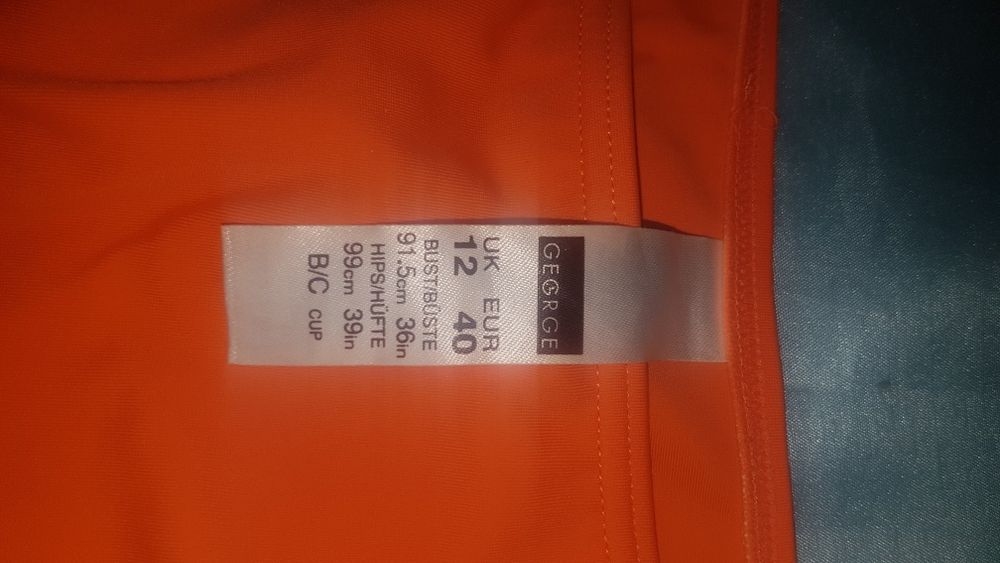 GEORGE
UK EUR
12 40
BUST/BÜSTE
91.5cm 36in
HIPS/HÜFTE
99cm 39in
B/C CUP